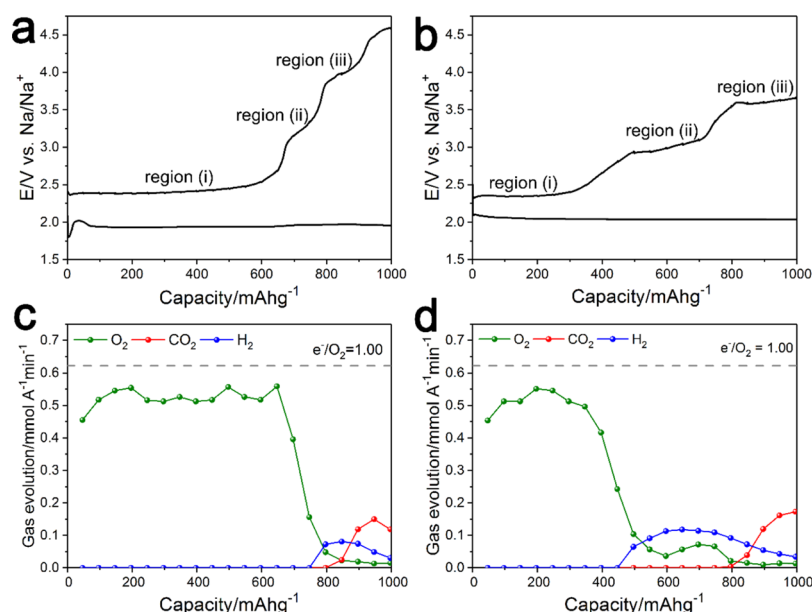 a
4.5
4.0
3.5
3.0
2.5
2.0
1.5
E/V vs. Na/Na⁺
region (i)
region (ii)
region (iii)
0 200 400 600 800 1000
Capacity/mAhg⁻¹
b
4.5
4.0
3.5
3.0
2.5
2.0
1.5
E/V vs. Na/Na⁺
region (i)
region (ii)
region (iii)
0 200 400 600 800 1000
Capacity/mAhg⁻¹
c
O₂ CO₂ H₂
e⁻/O₂=1.00
0.7
0.6
0.5
0.4
0.3
0.2
0.1
0.0
Gas evolution/mmol A⁻¹min⁻¹
0 200 400 600 800 1000
Capacity/mAhg⁻¹
d
O₂ CO₂ H₂
e⁻/O₂ = 1.00
0.7
0.6
0.5
0.4
0.3
0.2
0.1
0.0
Gas evolution/mmol A⁻¹min⁻¹
0 200 400 600 800 1000
Capacity/mAhg⁻¹